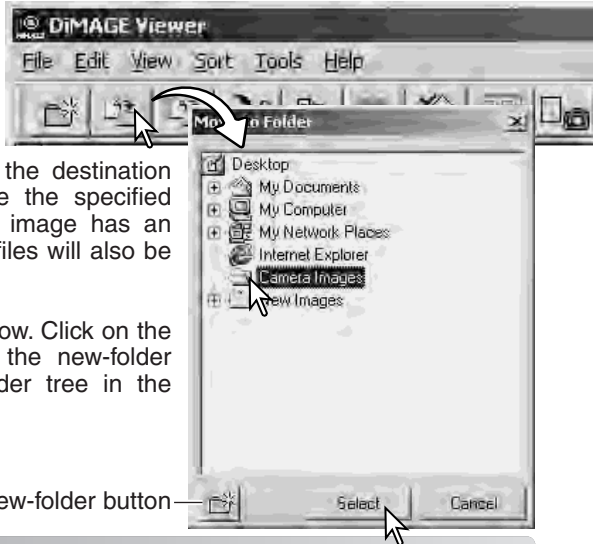 DiMAGE Viewer
File Edit View Sort Tools Help
to Folder
Desktop
My Documents
My Computer
My Network Places
Internet Explorer
Camera Images
New Images
the destination
the specified
image has an
files will also be
ow. Click on the
the new-folder
der tree in the
ew-folder button
Select
Cancel